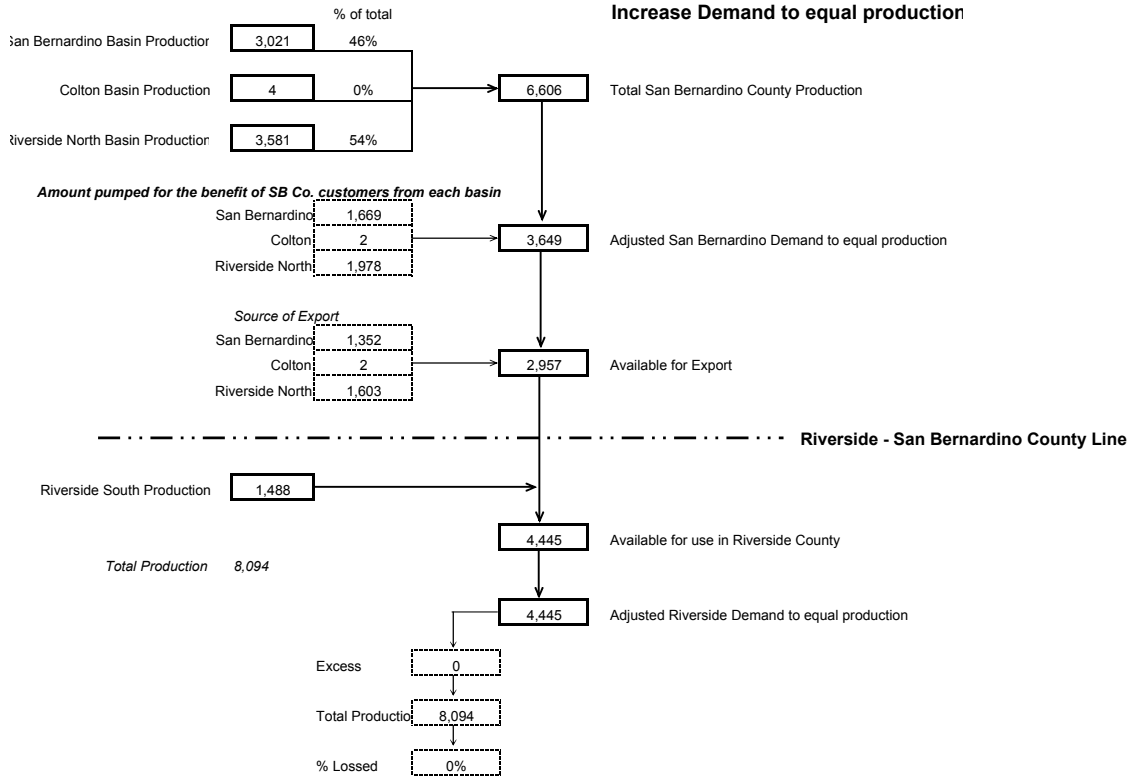 % of total
Increase Demand to equal production
San Bernardino Basin Production 3,021 46%
Colton Basin Production 4 0% 6,606 Total San Bernardino County Production
Riverside North Basin Production 3,581 54%
Amount pumped for the benefit of SB Co. customers from each basin
San Bernardino 1,669
Colton 2 3,649 Adjusted San Bernardino Demand to equal production
Riverside North 1,978
Source of Export
San Bernardino 1,352
Colton 2 2,957 Available for Export
Riverside North 1,603
Riverside - San Bernardino County Line
Riverside South Production 1,488
4,445 Available for use in Riverside County
Total Production 8,094
4,445 Adjusted Riverside Demand to equal production
Excess 0
Total Productio 8,094
% Lossed 0%